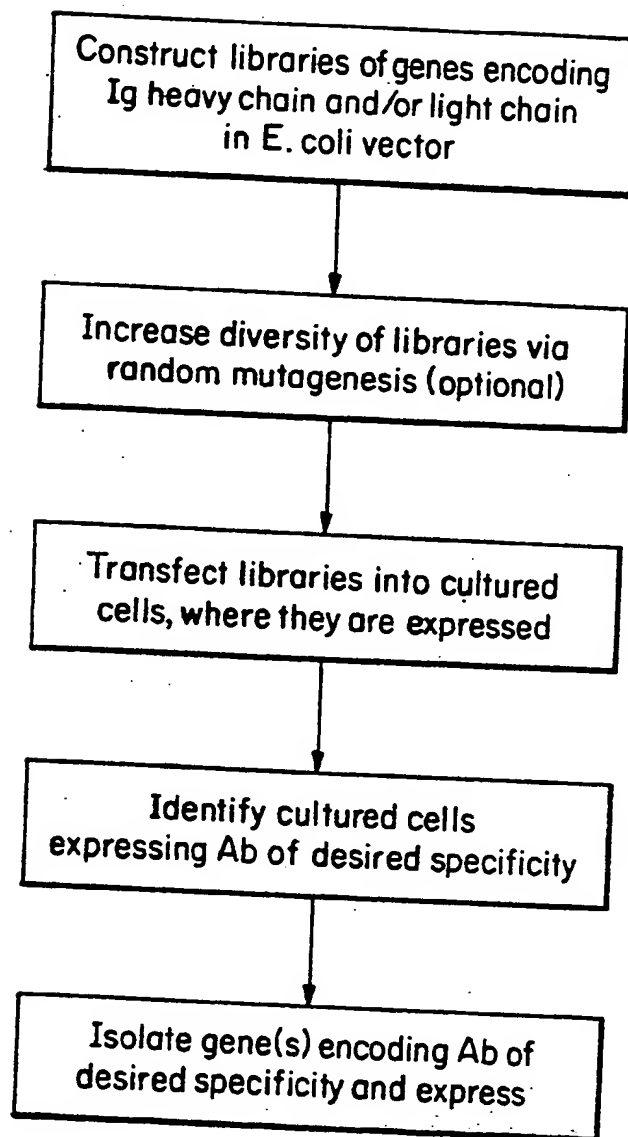 Construct libraries of genes encoding
Ig heavy chain and/or light chain
in E. coli vector
Increase diversity of libraries via
random mutagenesis (optional)
Transfect libraries into cultured
cells, where they are expressed
Identify cultured cells
expressing Ab of desired specificity
Isolate gene(s) encoding Ab of
desired specificity and express